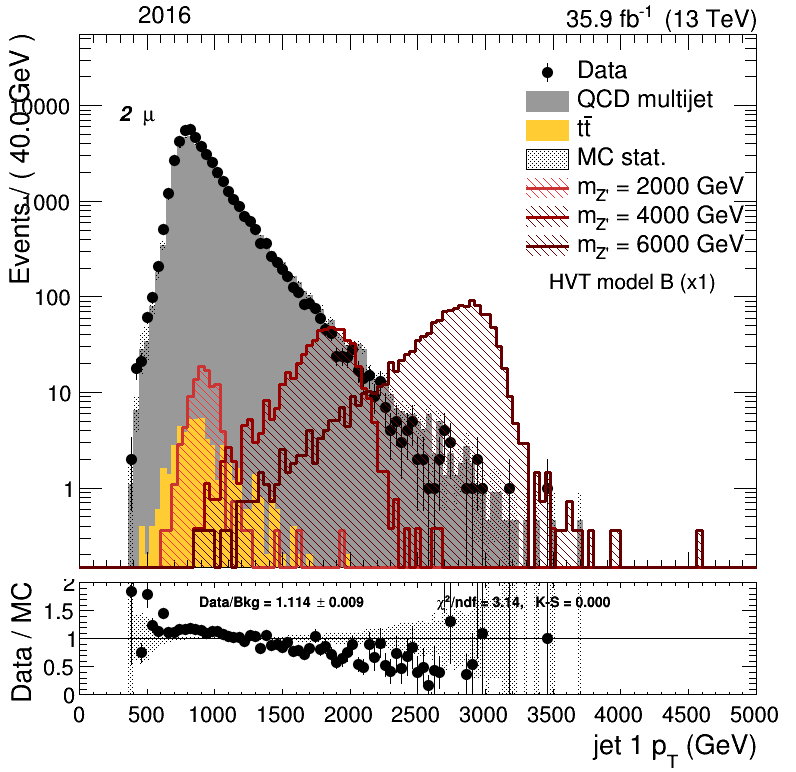 2016
35.9 fb⁻¹ (13 TeV)
Events / ( 40.0 GeV )
10000
1000
100
10
1
2 μ
Data
QCD multijet
tt̄
MC stat.
m_Z' = 2000 GeV
m_Z' = 4000 GeV
m_Z' = 6000 GeV
HVT model B (x1)
Data / MC
2
1.5
1
0.5
0
Data/Bkg = 1.114 ± 0.009
χ²/ndf = 3.14, K-S = 0.000
0 500 1000 1500 2000 2500 3000 3500 4000 4500 5000
jet 1 p_T (GeV)